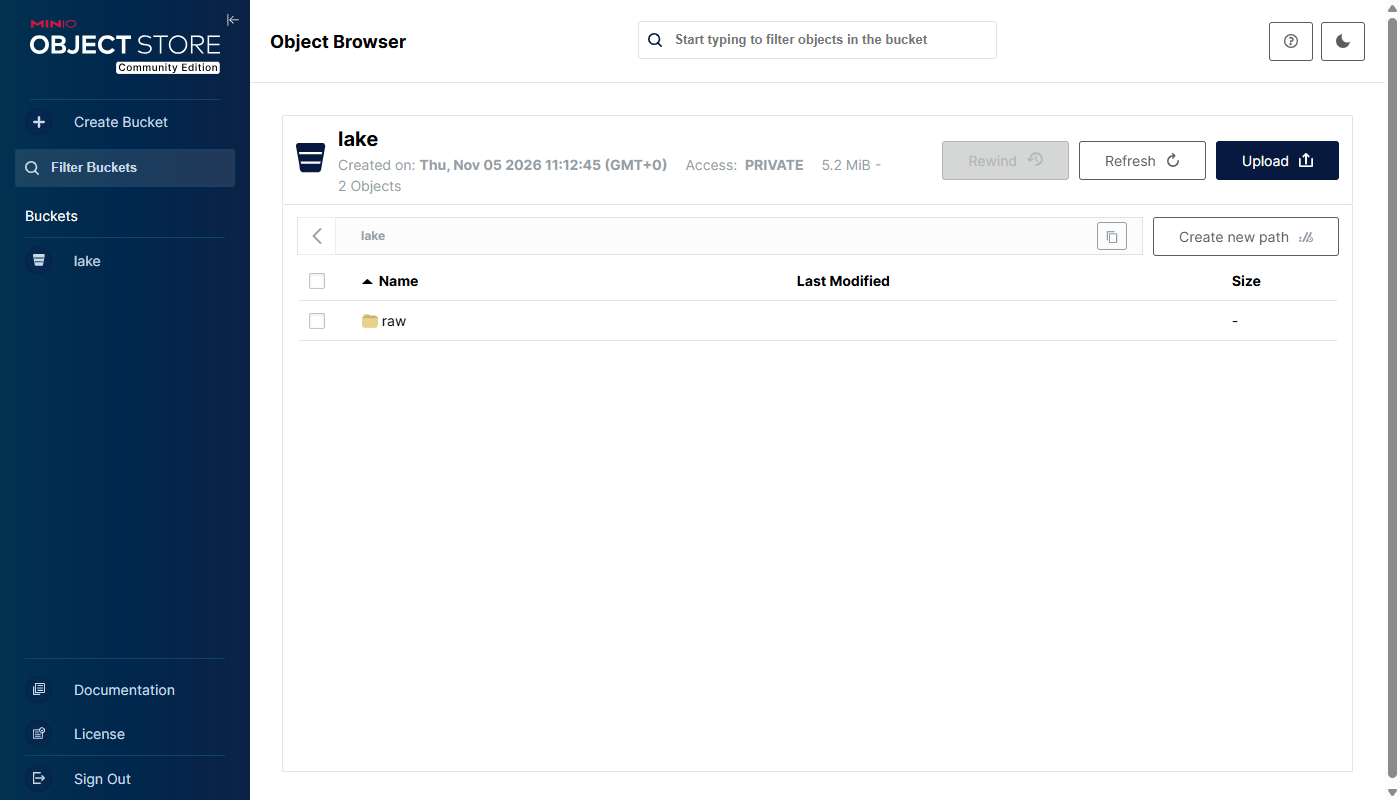 MINIO
OBJECT STORE
Community Edition
Create Bucket
Filter Buckets
Buckets
lake
Documentation
License
Sign Out
Object Browser
Start typing to filter objects in the bucket
lake
Created on: Thu, Nov 05 2026 11:12:45 (GMT+0) Access: PRIVATE 5.2 MiB -
2 Objects
Rewind
Refresh
Upload
lake
Create new path
Name Last Modified Size
raw -